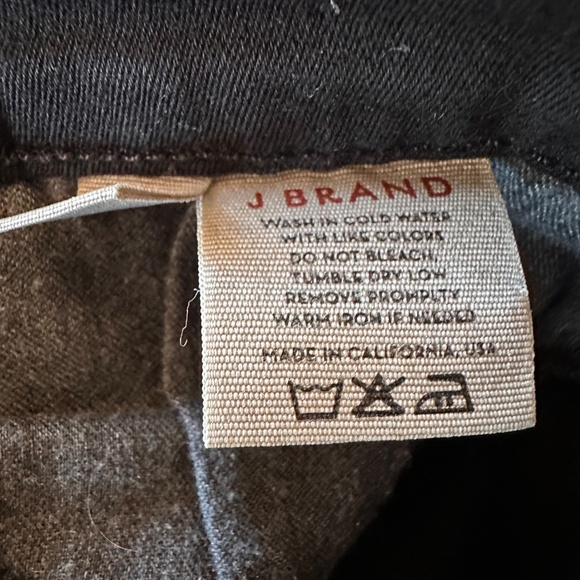 J BRAND
WASH IN COLD WATER
WITH LIKE COLORS
DO NOT BLEACH,
TUMBLE DRY LOW
REMOVE PROMPLTY
WARM IRON IF NEEDED
MADE IN CALIFORNIA, USA